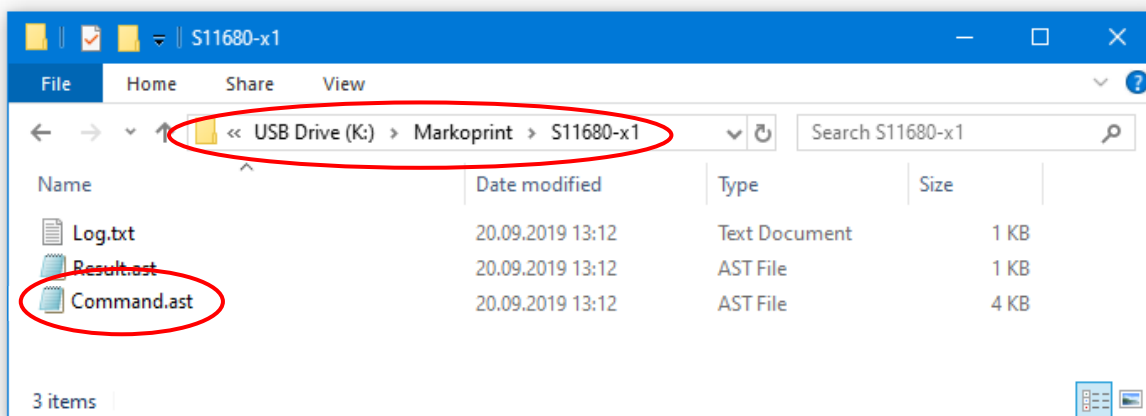 S11680-x1
File Home Share View
« USB Drive (K:) › Markoprint › S11680-x1 Search S11680-x1
Name Date modified Type Size
Log.txt 20.09.2019 13:12 Text Document 1 KB
Result.ast 20.09.2019 13:12 AST File 1 KB
Command.ast 20.09.2019 13:12 AST File 4 KB
3 items